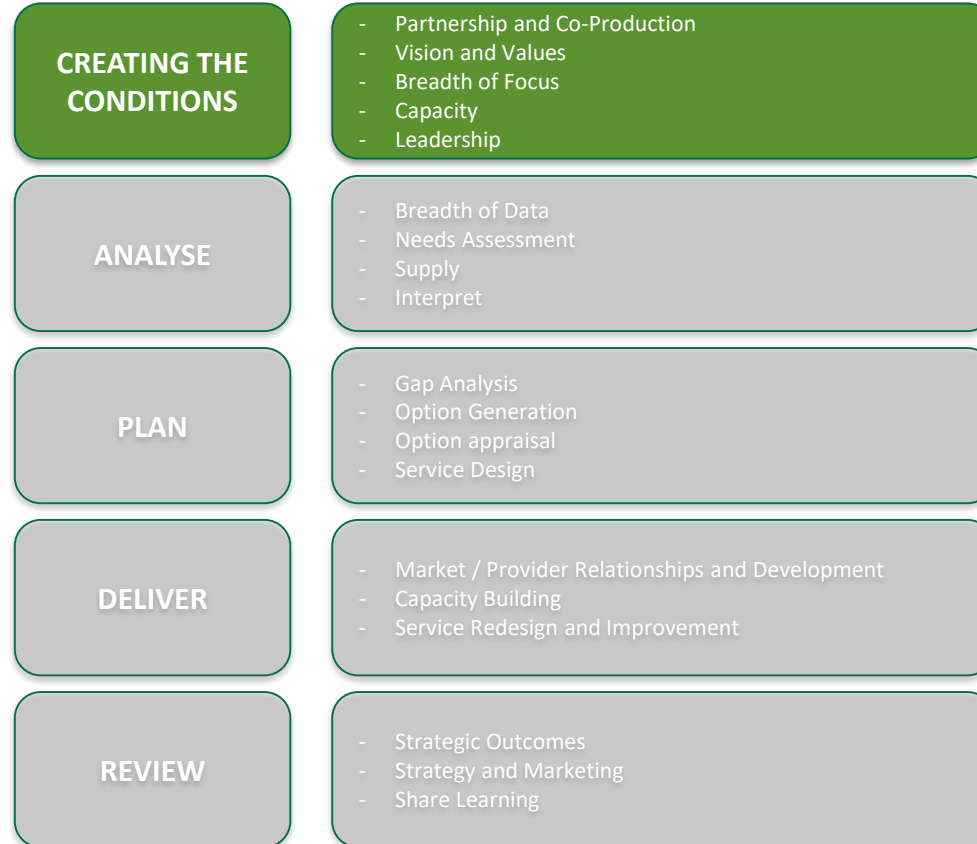 CREATING THE
CONDITIONS
- Partnership and Co-Production
- Vision and Values
- Breadth of Focus
- Capacity
- Leadership
ANALYSE
- Breadth of Data
- Needs Assessment
- Supply
- Interpret
PLAN
- Gap Analysis
- Option Generation
- Option appraisal
- Service Design
DELIVER
- Market / Provider Relationships and Development
- Capacity Building
- Service Redesign and Improvement
REVIEW
- Strategic Outcomes
- Strategy and Marketing
- Share Learning